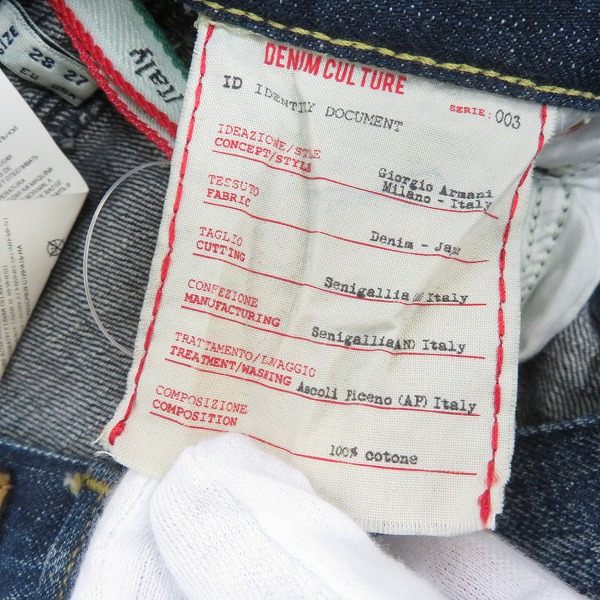 SIZE
28 27
Italy
DENIM CULTURE
ID IDENTITY DOCUMENT SERIE: 003
IDEAZIONE/STILE
CONCEPT/STYLE
Giorgio Armani
Milano - Italy
TESSUTO
FABRIC
Denim - Japan
TAGLIO
CUTTING
Senigallia Italy
CONFEZIONE
MANUFACTURING
Senigallia(AN) Italy
TRATTAMENTO/LAVAGGIO
TREATMENT/WASHING
Ascoli Piceno (AP) Italy
COMPOSIZIONE
COMPOSITION
100% cotone